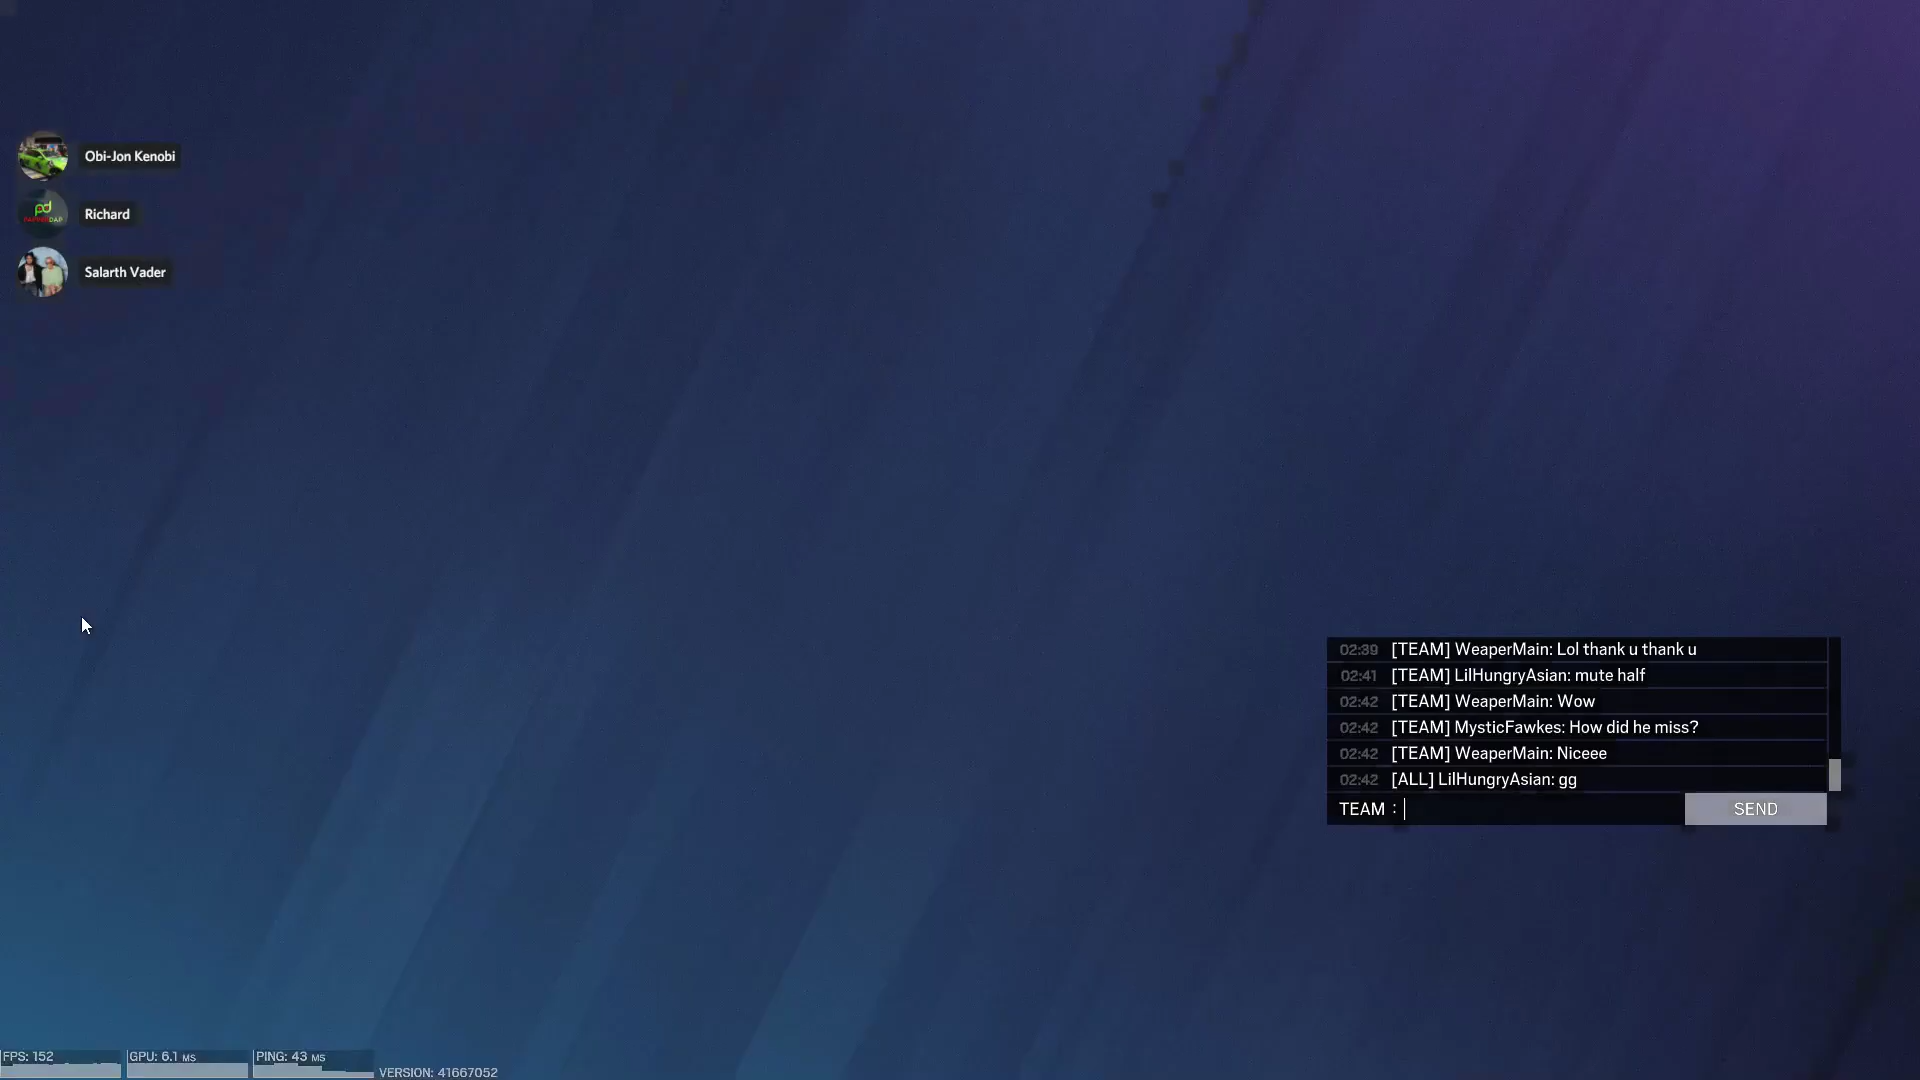 Obi-Jon Kenobi
pd
Richard
Salarth Vader
02:39 [TEAM] WeaperMain: Lol thank u thank u
02:41 [TEAM] LilHungryAsian: mute half
02:42 [TEAM] WeaperMain: Wow
02:42 [TEAM] MysticFawkes: How did he miss?
02:42 [TEAM] WeaperMain: Niceee
02:42 [ALL] LilHungryAsian: gg
TEAM : SEND
FPS: 152 GPU: 6.1 MS PING: 43 MS VERSION: 41667052